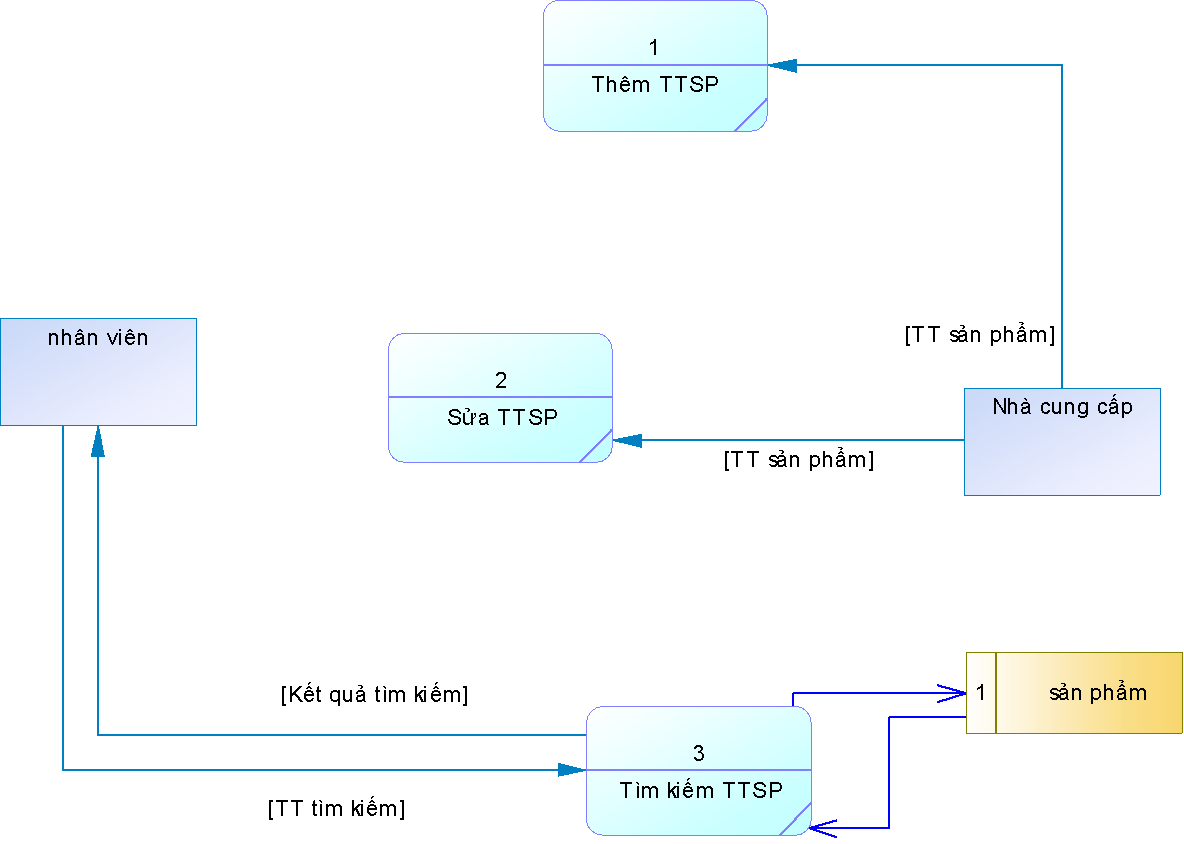 1
Thêm TTSP
[TT sản phẩm]
nhân viên
2
Sửa TTSP
Nhà cung cấp
[TT sản phẩm]
[Kết quả tìm kiếm]
1
sản phẩm
3
Tìm kiếm TTSP
[TT tìm kiếm]